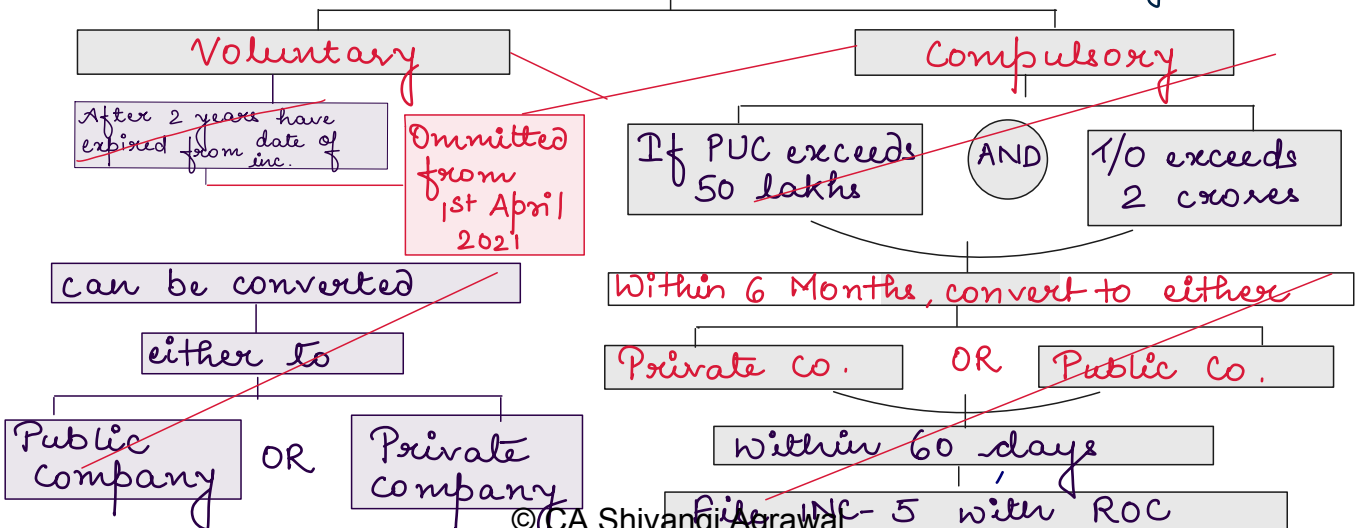 Voluntary
After 2 years have
expired from date of
inc.
Ommitted
from
1st April
2021
can be converted
either to
Public
company
OR
Private
company
Compulsory
If PUC exceeds
50 lakhs
AND
T/O exceeds
2 crores
Within 6 Months, convert to either
Private Co.
OR
Public Co.
Within 60 days
File INC-5 with ROC
© CA Shivangi Agrawal